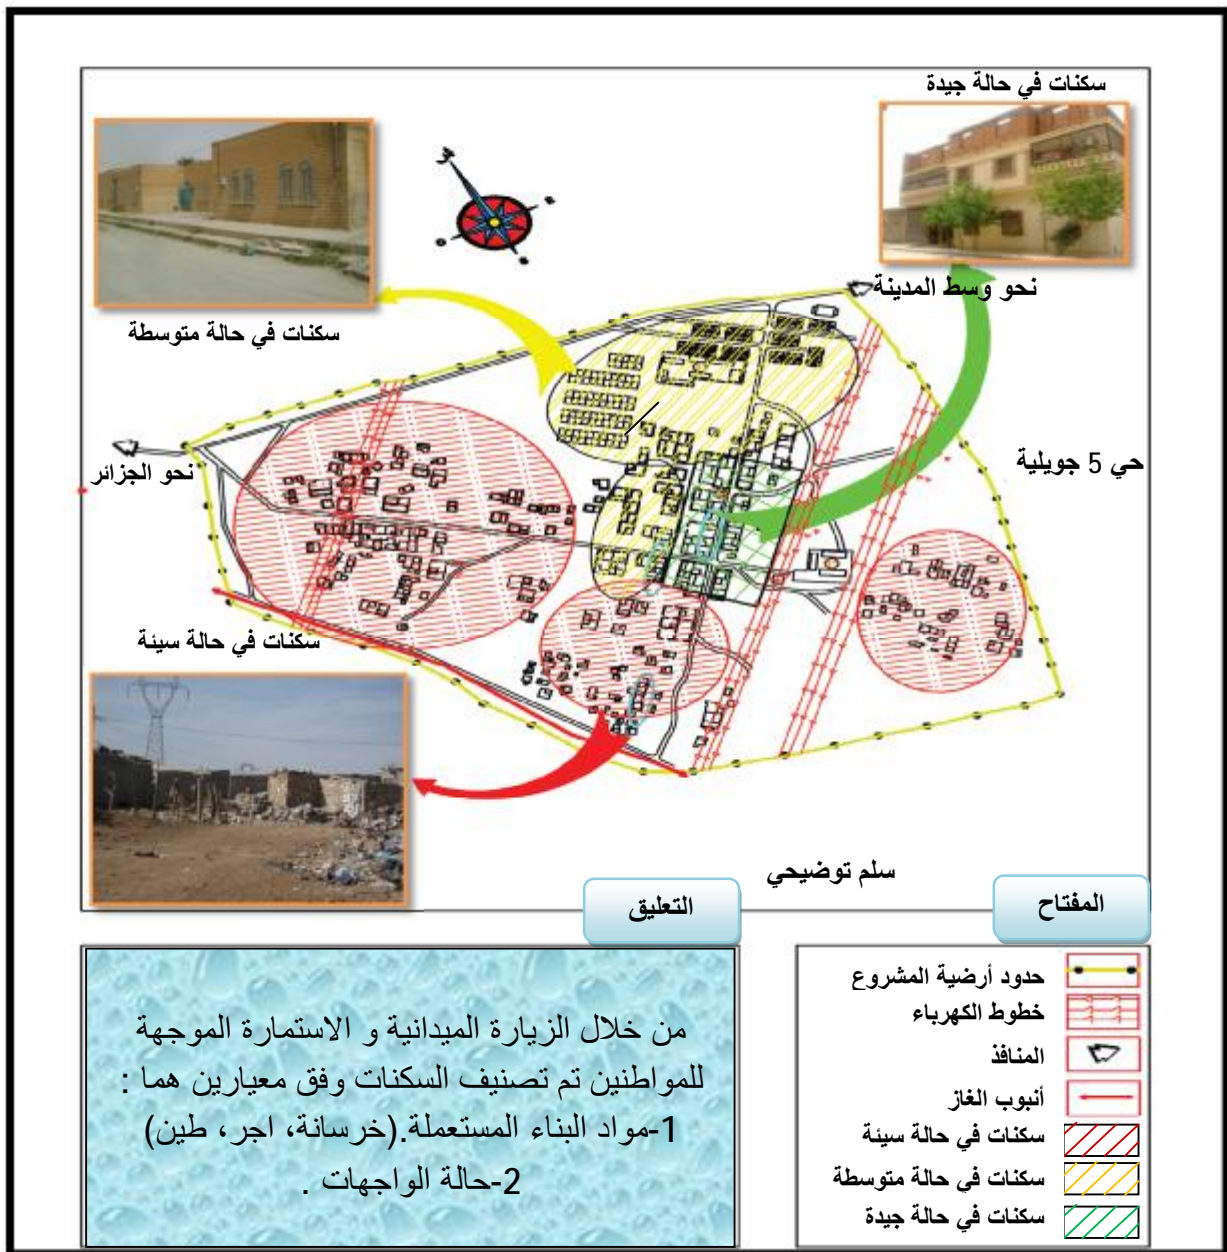 سكنات في حالة جيدة
نحو وسط المدينة
سكنات في حالة متوسطة
حي 5 جويلية
نحو الجزائر
سكنات في حالة سيئة
سلم توضيحي
المفتاح
التعليق
حدود أرضية المشروع
خطوط الكهرباء
المنافذ
أنبوب الغاز
سكنات في حالة سيئة
سكنات في حالة متوسطة
سكنات في حالة جيدة
من خلال الزيارة الميدانية و الاستمارة الموجهة
للمواطنين تم تصنيف السكنات وفق معيارين هما :
1-مواد البناء المستعملة.(خرسانة، اجر، طين)
2-حالة الواجهات .